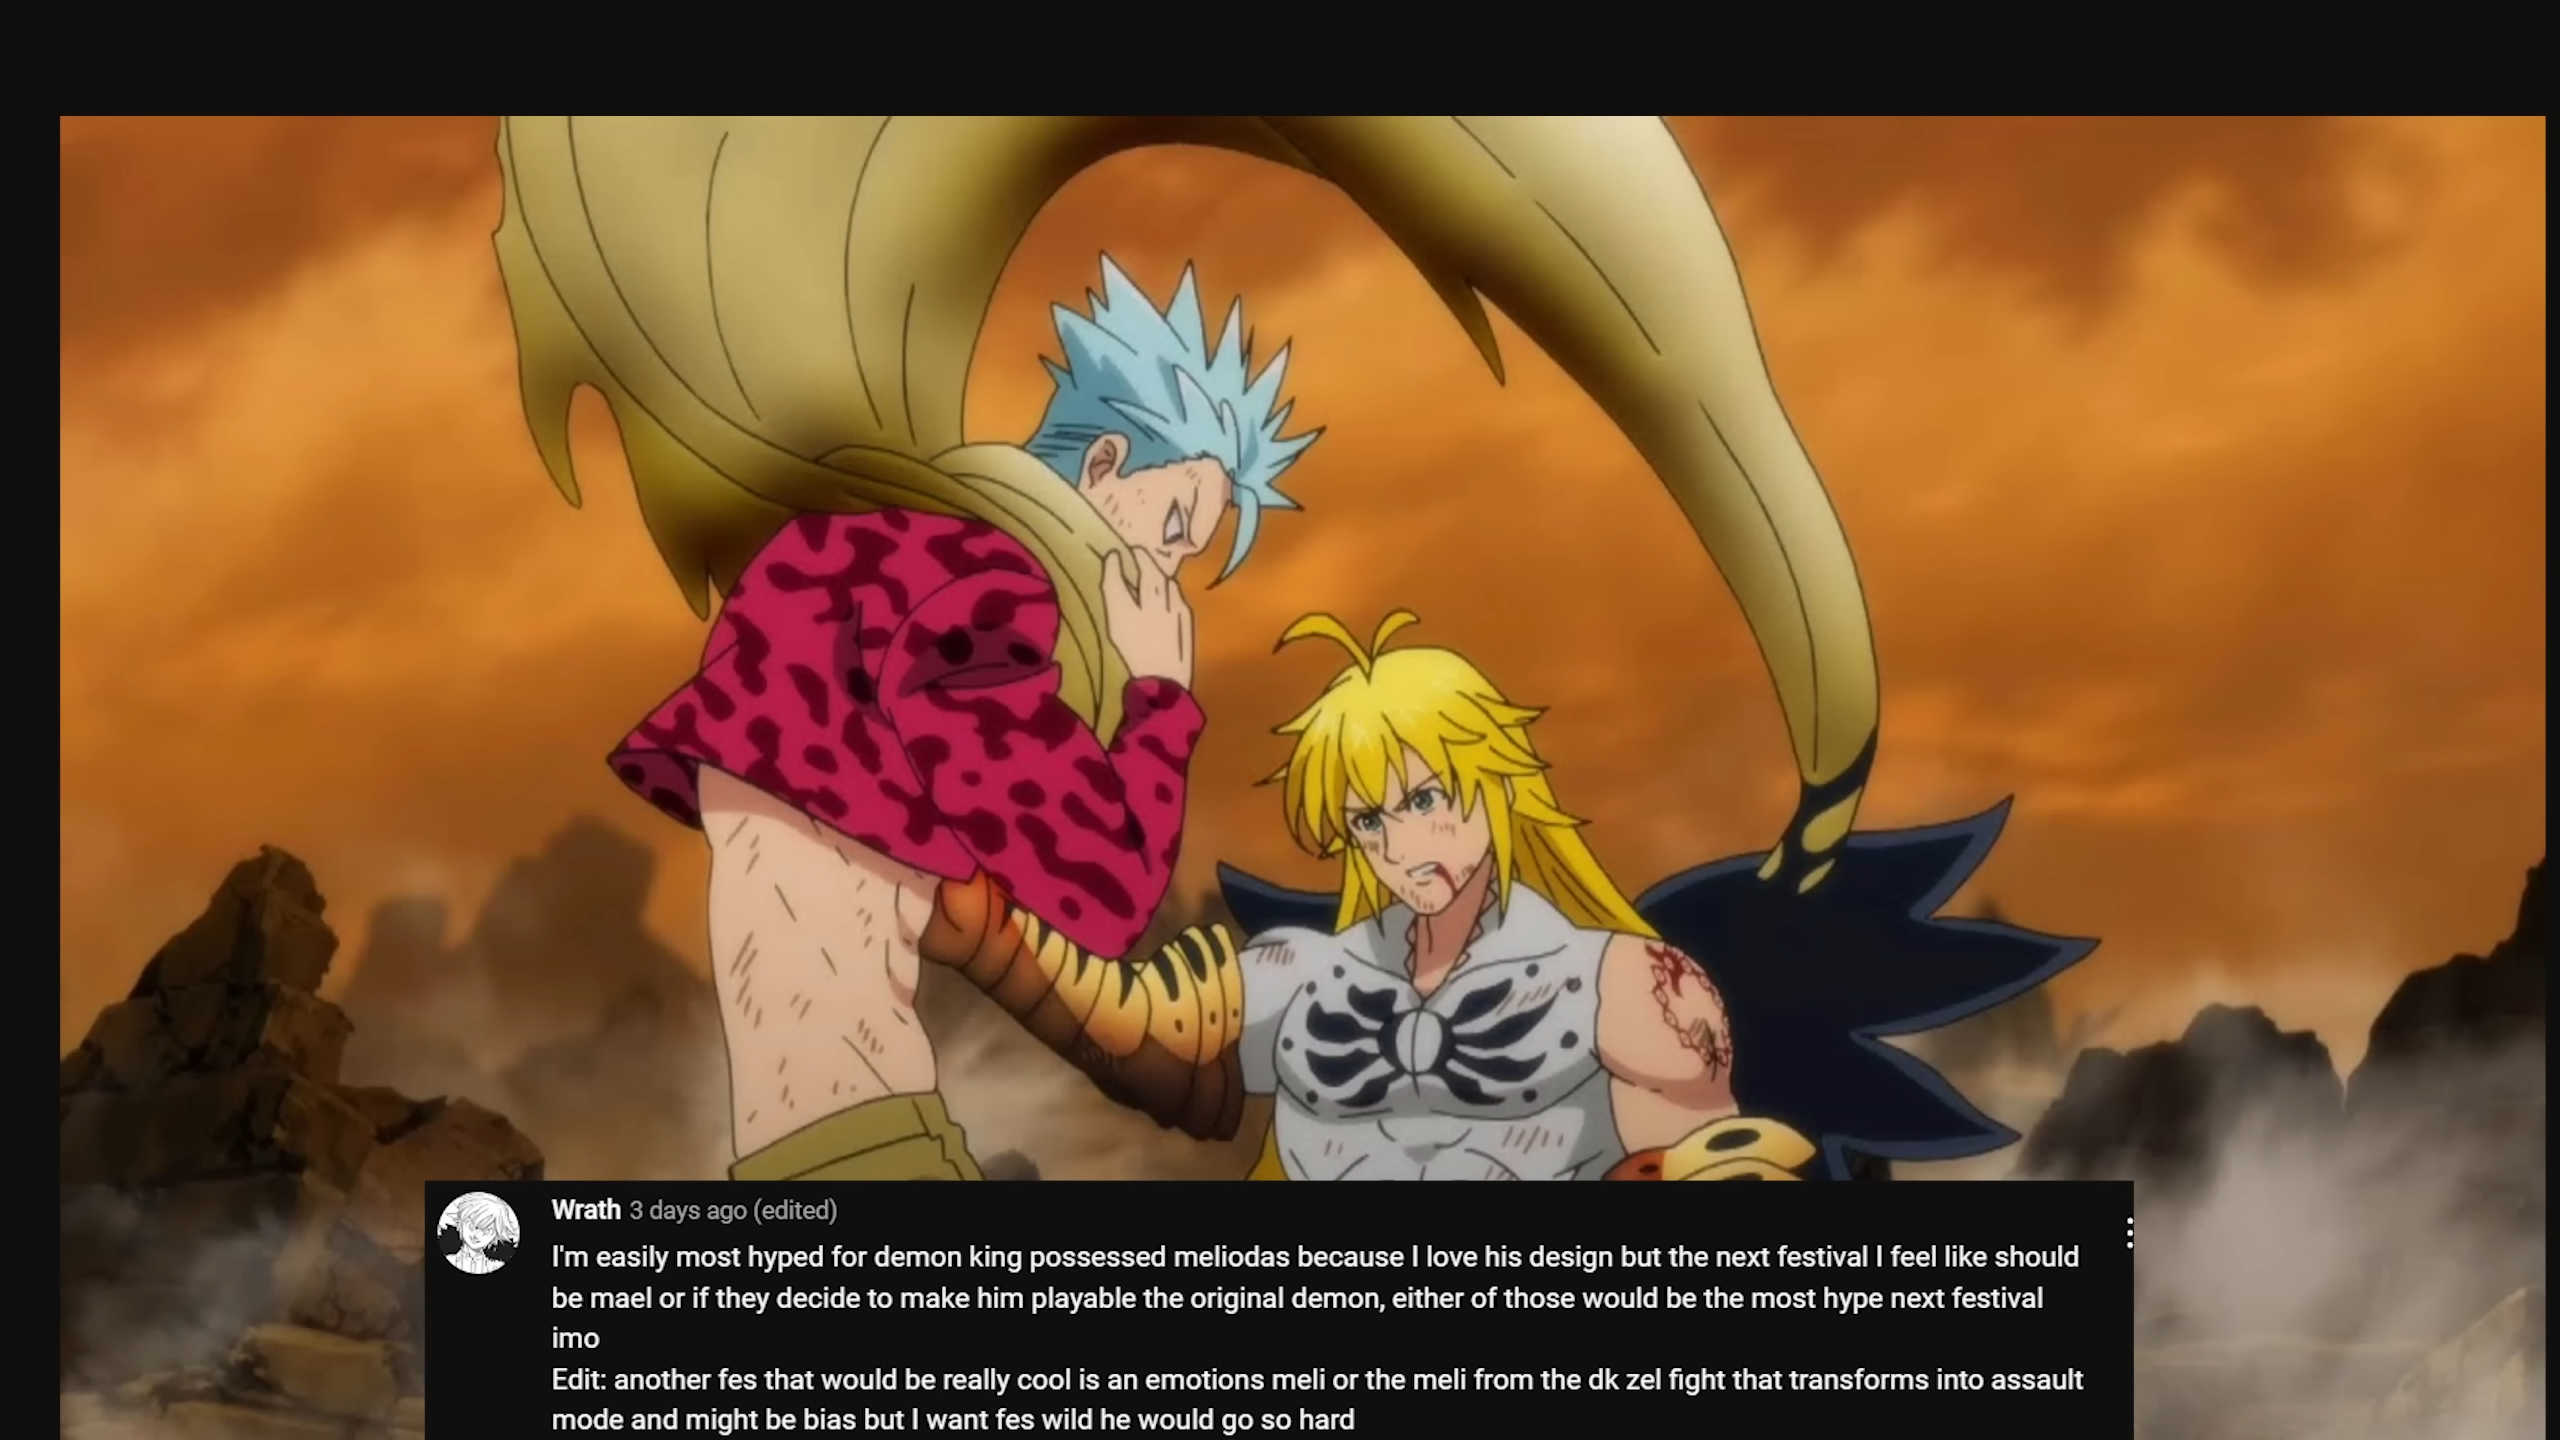 Wrath 3 days ago (edited)
I'm easily most hyped for demon king possessed meliodas because I love his design but the next festival I feel like should
be mael or if they decide to make him playable the original demon, either of those would be the most hype next festival
imo
Edit: another fes that would be really cool is an emotions meli or the meli from the dk zel fight that transforms into assault
mode and might be bias but I want fes wild he would go so hard